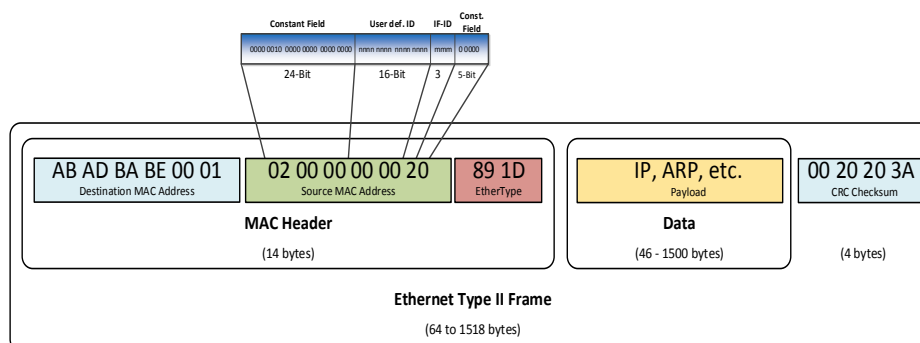 Constant Field User def. ID IF-ID Const. Field
0000 0010 0000 0000 0000 0000 nnnn nnnn nnnn nnnn mmm 0 0000
24-Bit 16-Bit 3 5-Bit
AB AD BA BE 00 01 02 00 00 00 00 20 89 1D IP, ARP, etc. 00 20 20 3A
Destination MAC Address Source MAC Address EtherType Payload CRC Checksum
MAC Header Data
(14 bytes) (46 - 1500 bytes) (4 bytes)
Ethernet Type II Frame
(64 to 1518 bytes)